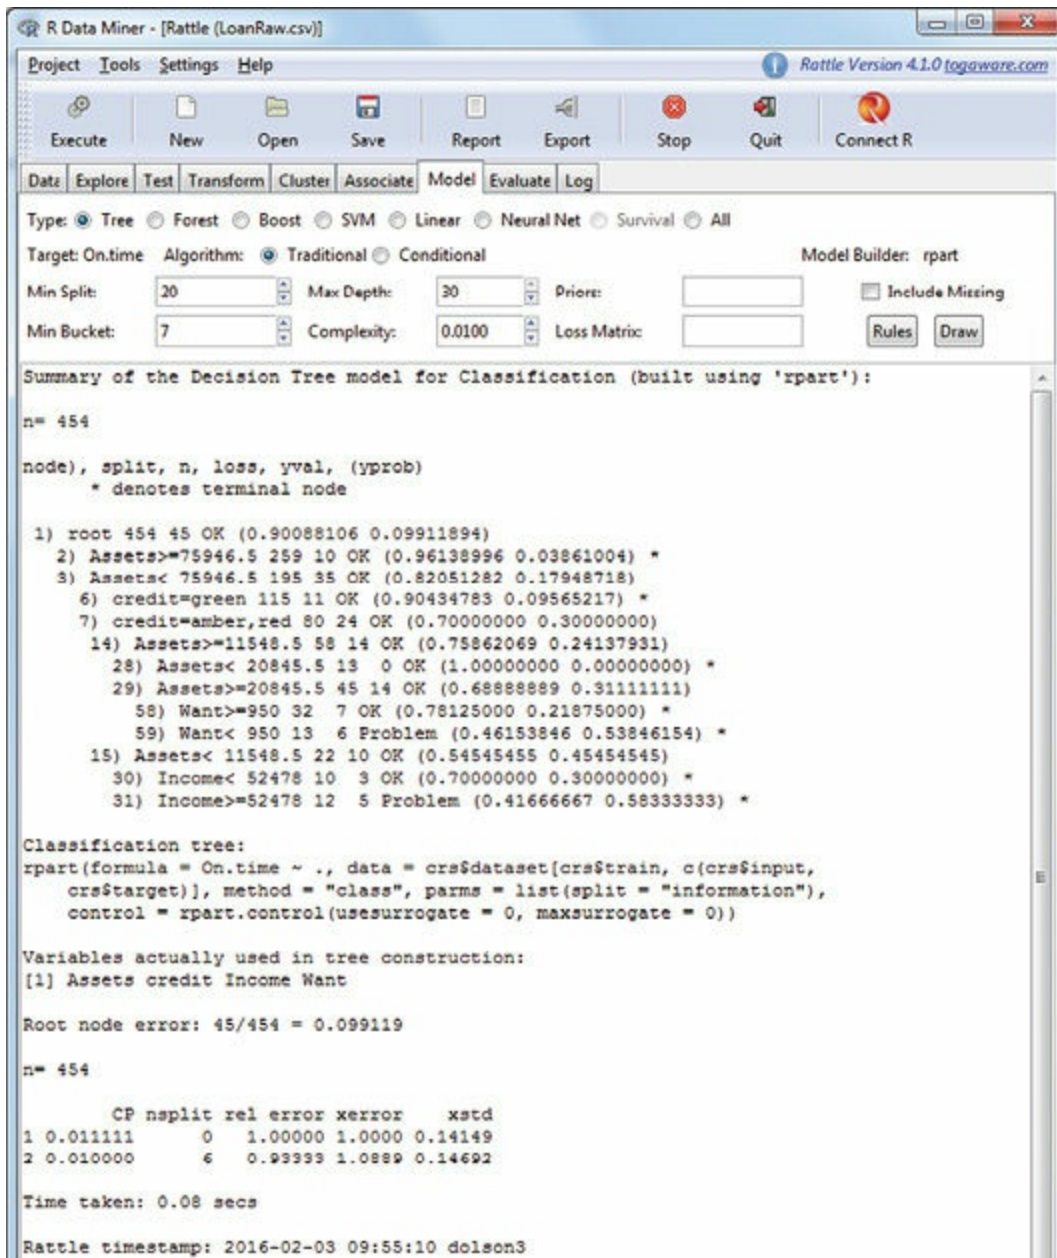 R Data Miner - [Rattle (LoanRaw.csv)]
Project Tools Settings Help Rattle Version 4.1.0 togaware.com
Execute New Open Save Report Export Stop Quit Connect R
Data Explore Test Transform Cluster Associate Model Evaluate Log
Type: Tree Forest Boost SVM Linear Neural Net Survival All
Target: On.time Algorithm: Traditional Conditional Model Builder: rpart
Min Split: 20 Max Depth: 30 Priors: Include Missing
Min Bucket: 7 Complexity: 0.0100 Loss Matrix: Rules Draw
Summary of the Decision Tree model for Classification (built using 'rpart'):
n= 454
node), split, n, loss, yval, (yprob)
* denotes terminal node
1) root 454 45 OK (0.90088106 0.09911894)
2) Assets>=75946.5 259 10 OK (0.96138996 0.03861004) *
3) Assets< 75946.5 195 35 OK (0.82051282 0.17948718)
6) credit=green 115 11 OK (0.90434783 0.09565217) *
7) credit=amber,red 80 24 OK (0.70000000 0.30000000)
14) Assets>=11548.5 58 14 OK (0.75862069 0.24137931)
28) Assets< 20845.5 13 0 OK (1.00000000 0.00000000) *
29) Assets>=20845.5 45 14 OK (0.68888889 0.31111111)
58) Want>=950 32 7 OK (0.78125000 0.21875000) *
59) Want< 950 13 6 Problem (0.46153846 0.53846154) *
15) Assets< 11548.5 22 10 OK (0.54545455 0.45454545)
30) Income< 52478 10 3 OK (0.70000000 0.30000000) *
31) Income>=52478 12 5 Problem (0.41666667 0.58333333) *
Classification tree:
rpart(formula = On.time ~ ., data = crs$dataset[crs$train, c(crs$input,
crs$target)], method = "class", parms = list(split = "information"),
control = rpart.control(usesurrogate = 0, maxsurrogate = 0))
Variables actually used in tree construction:
[1] Assets credit Income Want
Root node error: 45/454 = 0.099119
n= 454
CP nsplit rel error xerror xstd
1 0.011111 0 1.00000 1.0000 0.14149
2 0.010000 6 0.93333 1.0889 0.14692
Time taken: 0.08 secs
Rattle timestamp: 2016-02-03 09:55:10 dolson3